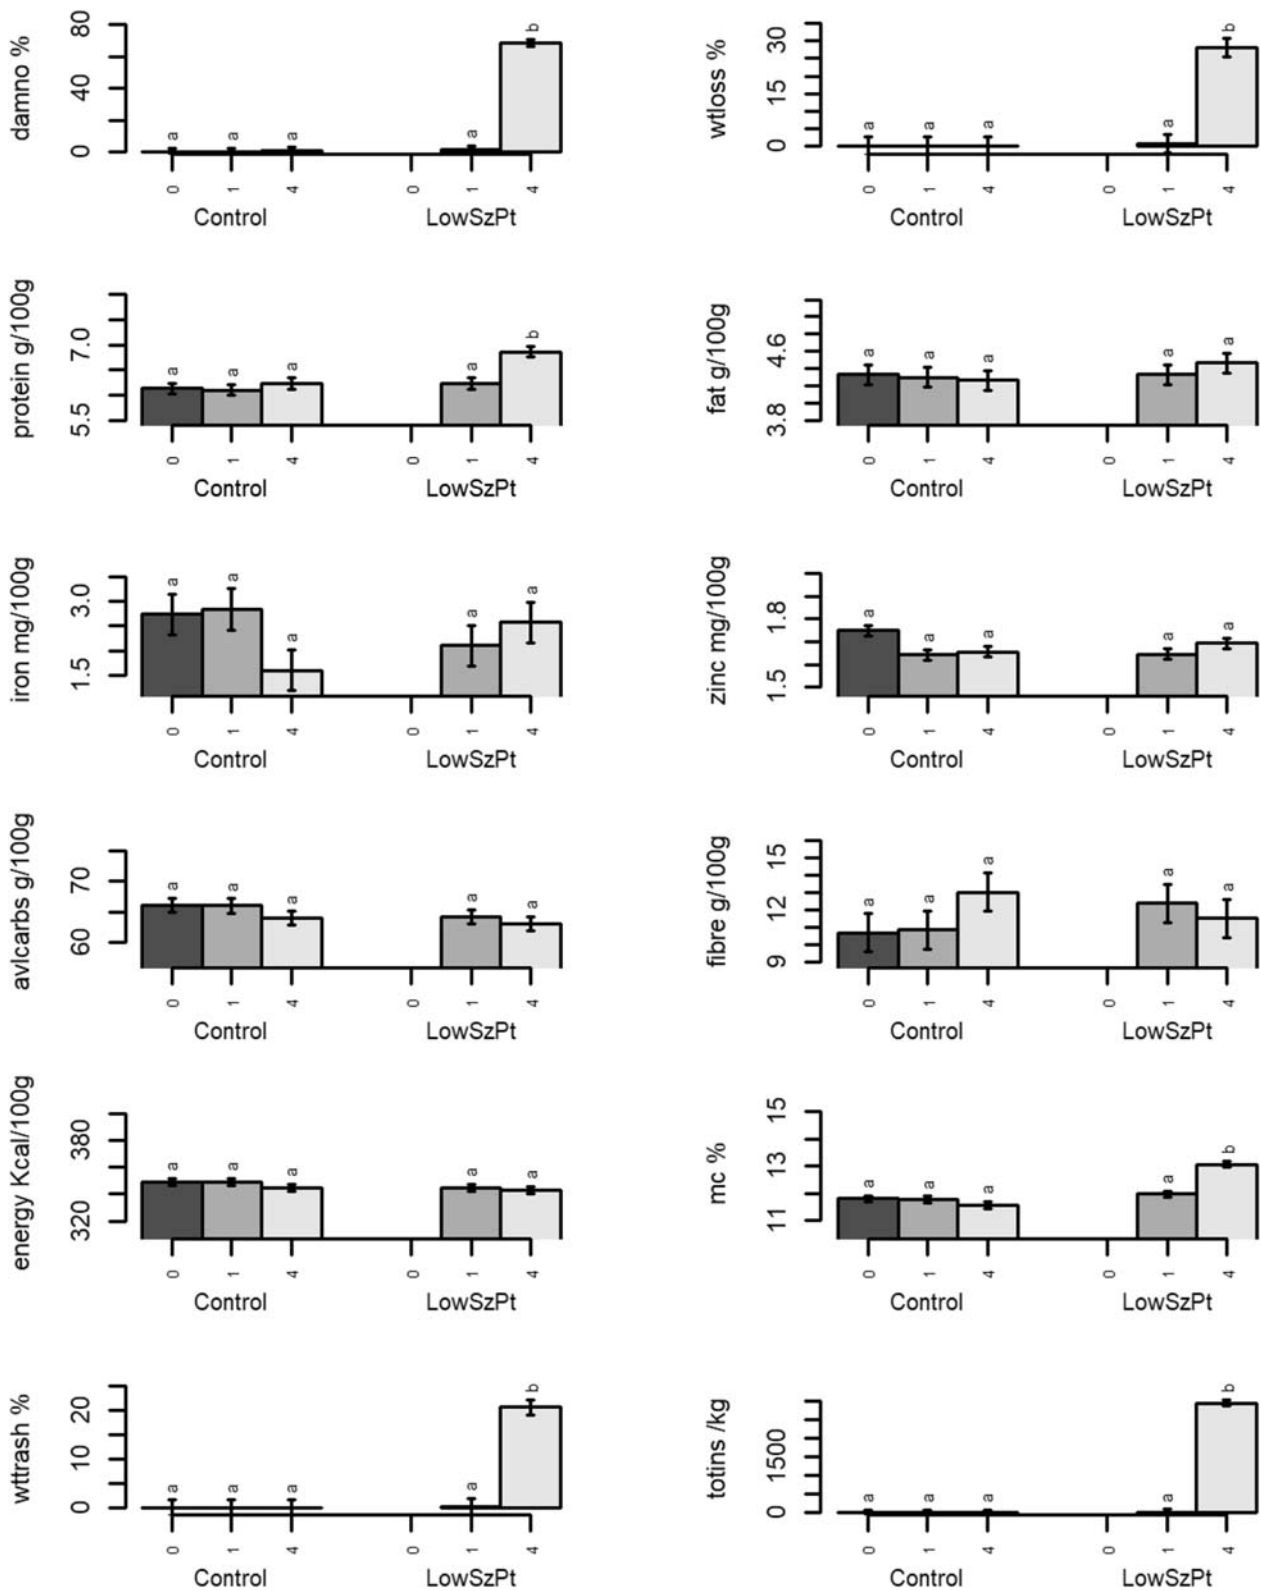 damno %
80
40
0
a a a a b
0 1 4 0 1 4
Control LowSzPt
wtloss %
30
15
0
a a a a b
0 1 4 0 1 4
Control LowSzPt
protein g/100g
7.0
5.5
a a a a b
0 1 4 0 1 4
Control LowSzPt
fat g/100g
4.6
3.8
a a a a a
0 1 4 0 1 4
Control LowSzPt
iron mg/100g
3.0
1.5
a a a a a
0 1 4 0 1 4
Control LowSzPt
zinc mg/100g
1.8
1.5
a a a a a
0 1 4 0 1 4
Control LowSzPt
avlcarbs g/100g
70
60
a a a a a
0 1 4 0 1 4
Control LowSzPt
fibre g/100g
15
12
9
a a a a a
0 1 4 0 1 4
Control LowSzPt
energy Kcal/100g
380
320
a a a a a
0 1 4 0 1 4
Control LowSzPt
mc %
15
13
11
a a a a b
0 1 4 0 1 4
Control LowSzPt
wttrash %
20
10
0
a a a a b
0 1 4 0 1 4
Control LowSzPt
totins /kg
1500
0
a a a a b
0 1 4 0 1 4
Control LowSzPt